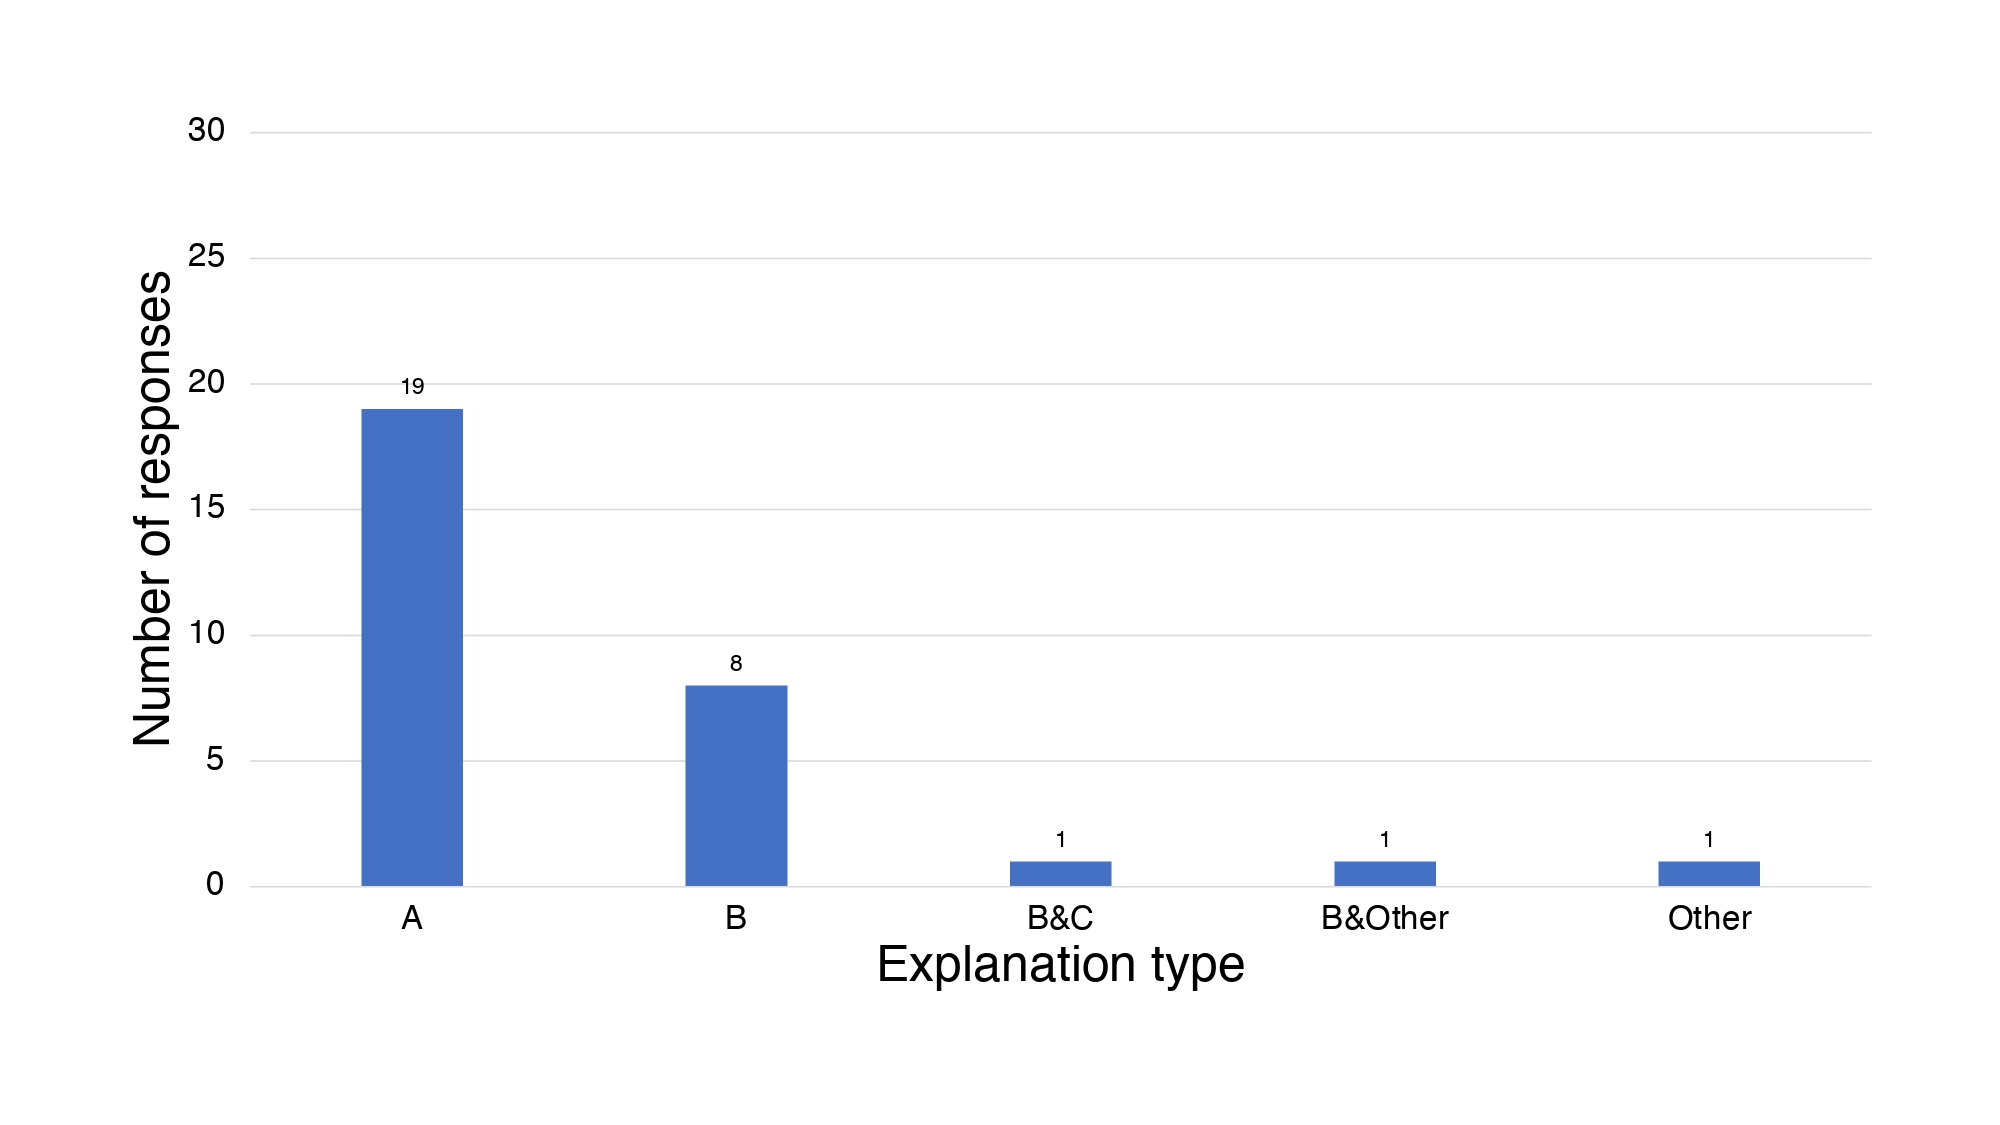 30
25
20
15
10
5
0
Number of responses
19
8
1
1
1
A
B
B&C
B&Other
Other
Explanation type